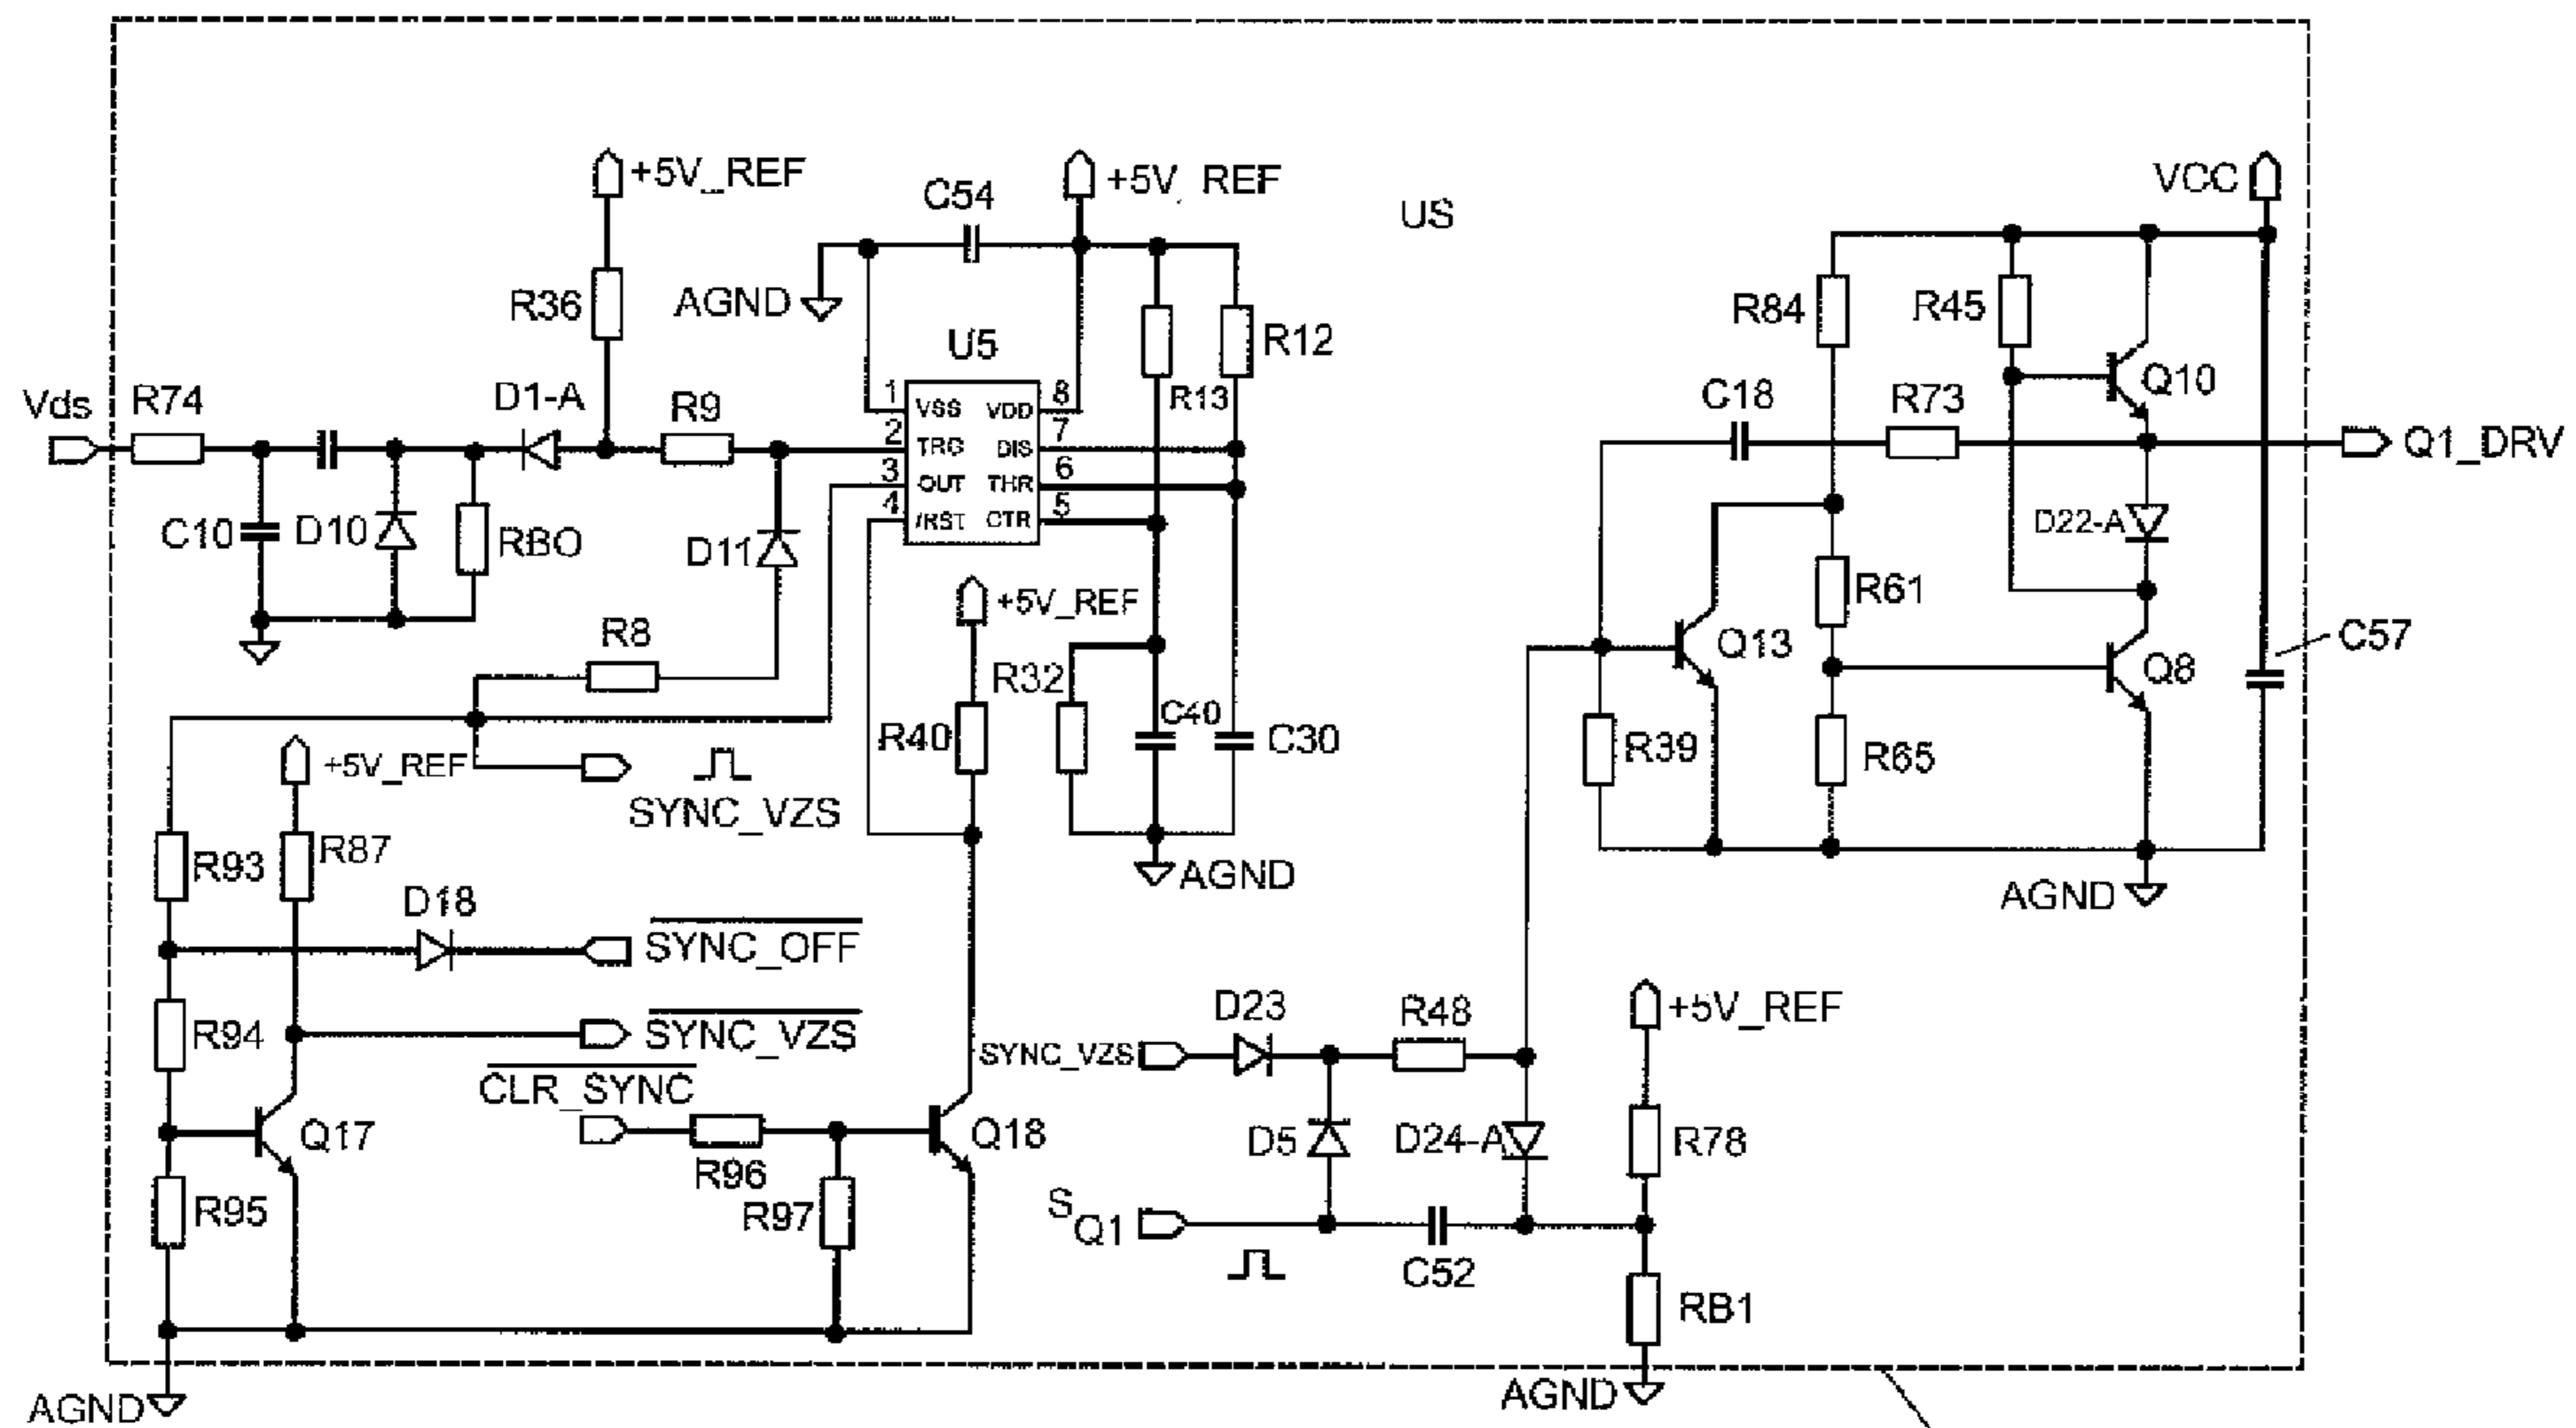 +5V_REF
C54
+5V_REF
US
VCC
R36
AGND
U5
R13
R12
R84
R45
Q10
Vds
R74
D1-A
R9
1 VSS VDD 8
2 TRG DIS 7
3 OUT THR 6
4 /RST CTR 5
C18
R73
Q1_DRV
C10
D10
RBO
D11
D22-A
+5V_REF
R61
R8
Q13
Q8
C57
R32
R40
C40
C30
R39
R65
+5V_REF
SYNC_VZS
R93
R87
AGND
AGND
D18
SYNC_OFF
R94
SYNC_VZS
D23
R48
+5V_REF
SYNC_VZS
CLR_SYNC
Q17
Q18
D5
D24-A
R78
R96
R95
R97
SQ1
C52
RB1
AGND
AGND